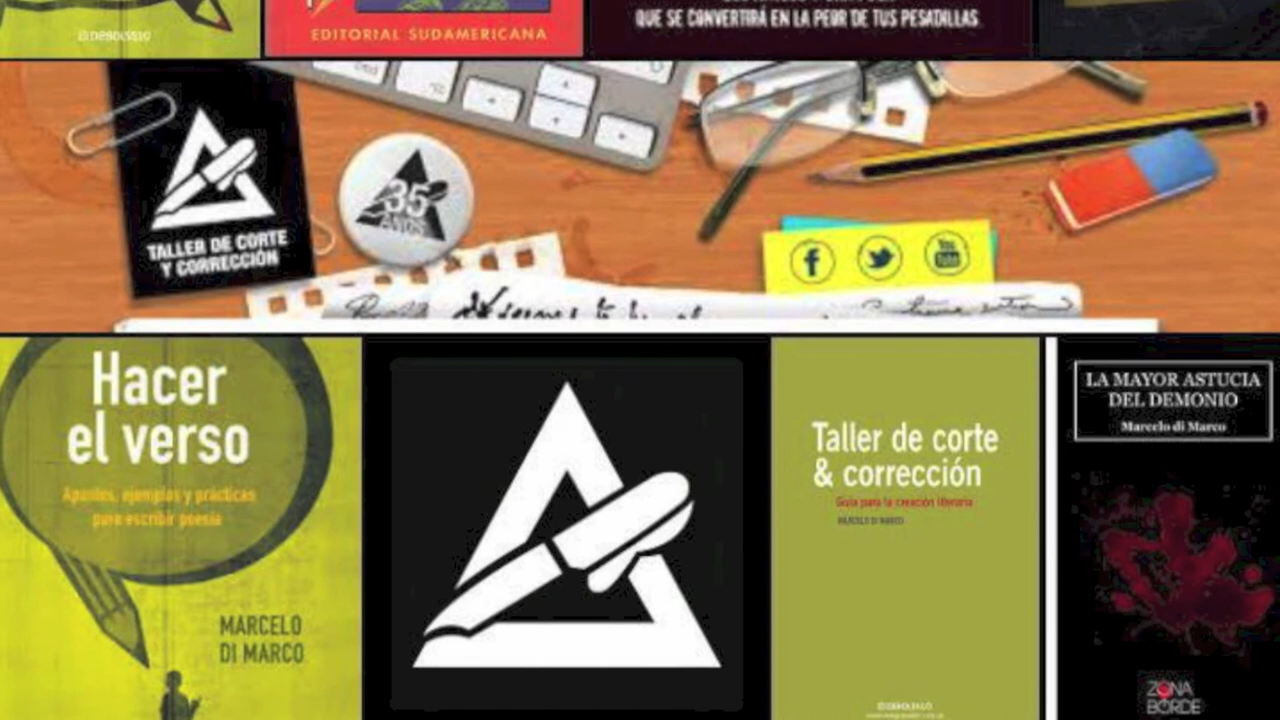 EDITORIAL SUDAMERICANA
QUE SE CONVERTIRÁ EN LA PEOR DE TUS PESADILLAS
TALLER DE CORTE
Y CORRECCIÓN
35
AÑOS
f
You
Tube
Hacer
el verso
Apuntes, ejemplos y prácticas
para escribir poesía
MARCELO
DI MARCO
Taller de corte
& corrección
Guía para la creación literaria
MARCELO DI MARCO
LA MAYOR ASTUCIA
DEL DEMONIO
Marcelo di Marco
ZONA
BORDE